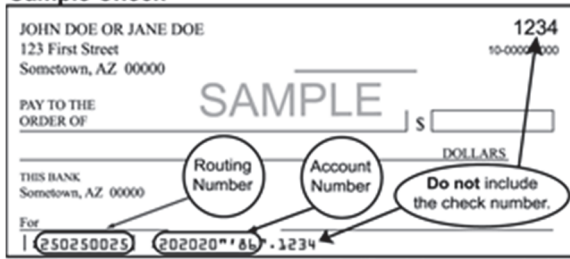 JOHN DOE OR JANE DOE
123 First Street
Sometown, AZ 00000
1234
SAMPLE
PAY TO THE
ORDER OF
$
DOLLARS
THIS BANK
Sometown, AZ 00000
Routing
Number
Account
Number
Do not include
the check number.
For
250250025 202020"'86".1234